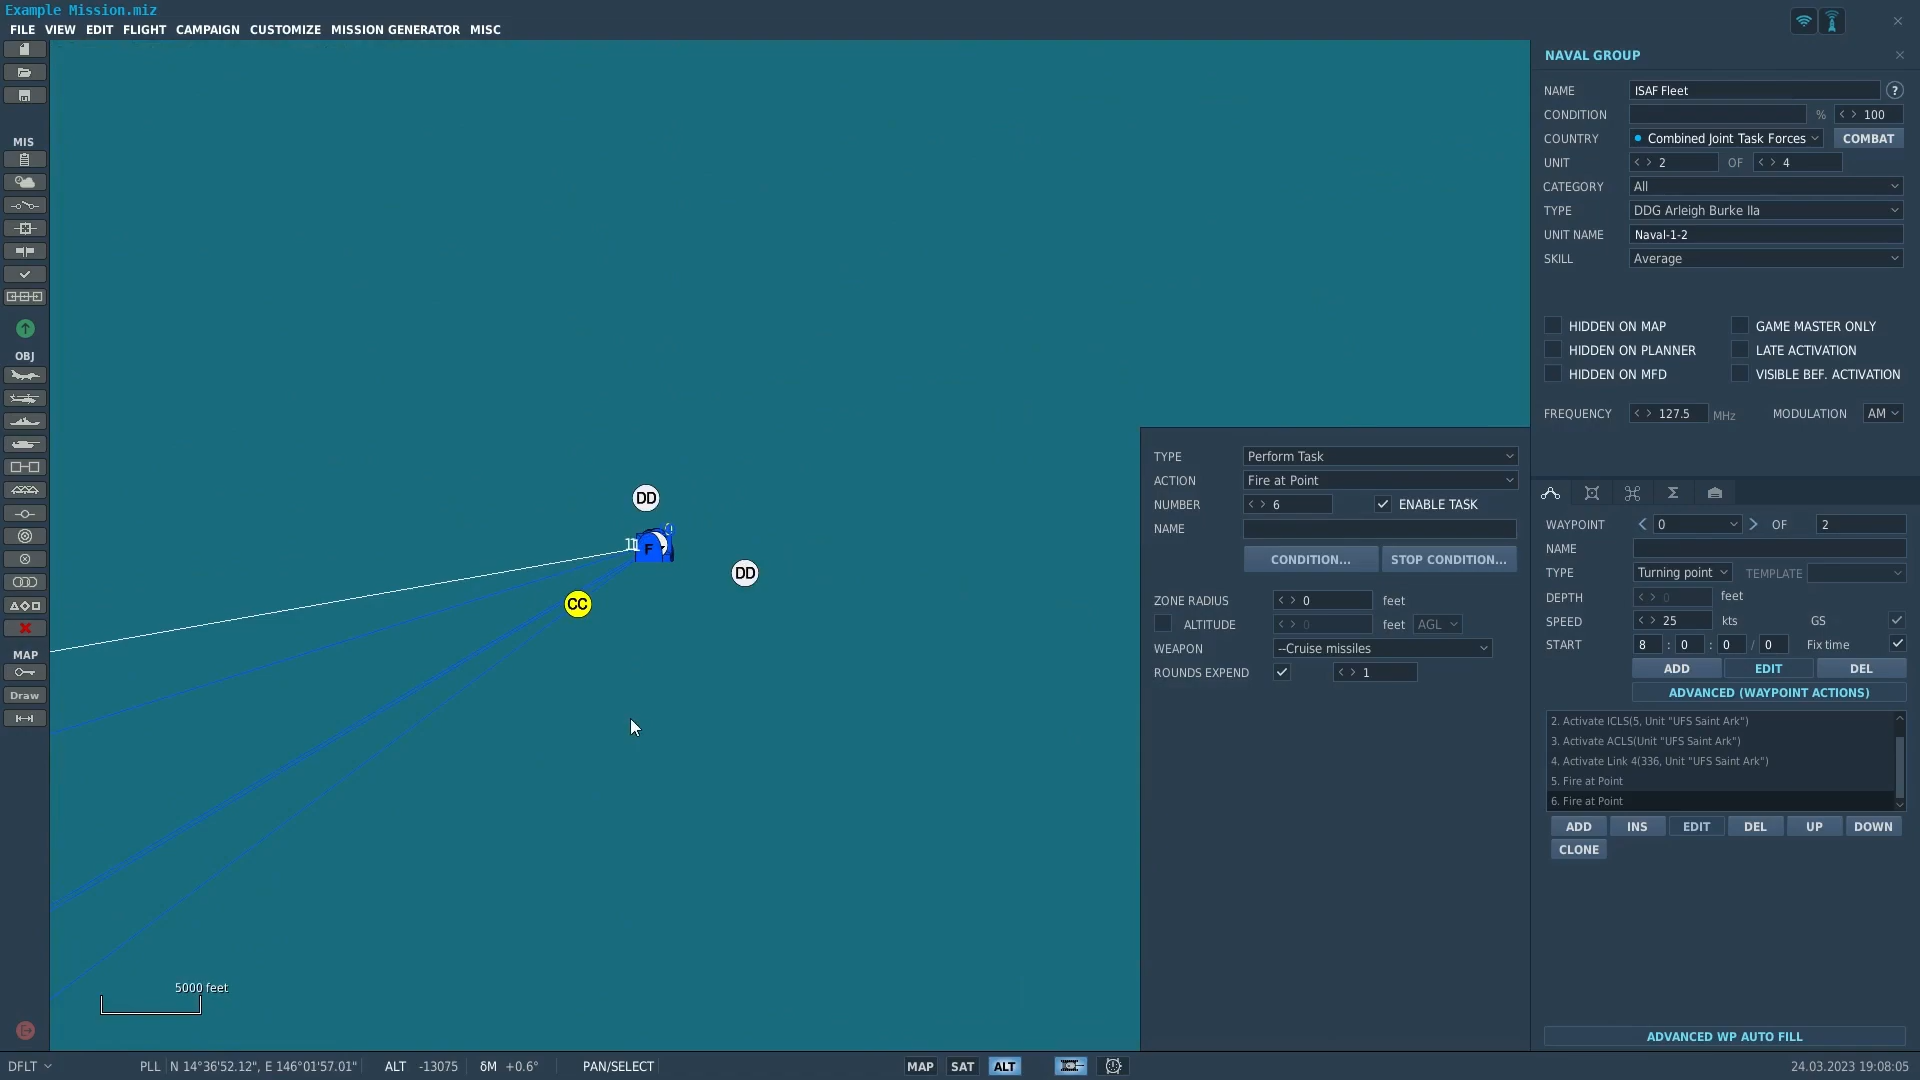 Example Mission.miz
FILE VIEW EDIT FLIGHT CAMPAIGN CUSTOMIZE MISSION GENERATOR MISC
MIS
OBJ
MAP
Draw
DD
F
DD
CC
5000 feet
TYPE Perform Task
ACTION Fire at Point
NUMBER < > 6 ENABLE TASK
NAME
CONDITION... STOP CONDITION...
ZONE RADIUS < > 0 feet
ALTITUDE < > 0 feet AGL
WEAPON --Cruise missiles
ROUNDS EXPEND < > 1
NAVAL GROUP
NAME ISAF Fleet ?
CONDITION % < > 100
COUNTRY Combined Joint Task Forces COMBAT
UNIT < > 2 OF < > 4
CATEGORY All
TYPE DDG Arleigh Burke IIa
UNIT NAME Naval-1-2
SKILL Average
HIDDEN ON MAP GAME MASTER ONLY
HIDDEN ON PLANNER LATE ACTIVATION
HIDDEN ON MFD VISIBLE BEF. ACTIVATION
FREQUENCY < > 127.5 MHz MODULATION AM
WAYPOINT < 0 > OF 2
NAME
TYPE Turning point TEMPLATE
DEPTH < > 0 feet
SPEED < > 25 kts GS
START 8 : 0 : 0 / 0 Fix time
ADD EDIT DEL
ADVANCED (WAYPOINT ACTIONS)
2. Activate ICLS(5, Unit "UFS Saint Ark")
3. Activate ACLS(Unit "UFS Saint Ark")
4. Activate Link 4(336, Unit "UFS Saint Ark")
5. Fire at Point
6. Fire at Point
ADD INS EDIT DEL UP DOWN
CLONE
ADVANCED WP AUTO FILL
DFLT PLL N 14°36'52.12", E 146°01'57.01" ALT -13075 δM +0.6° PAN/SELECT MAP SAT ALT 24.03.2023 19:08:05